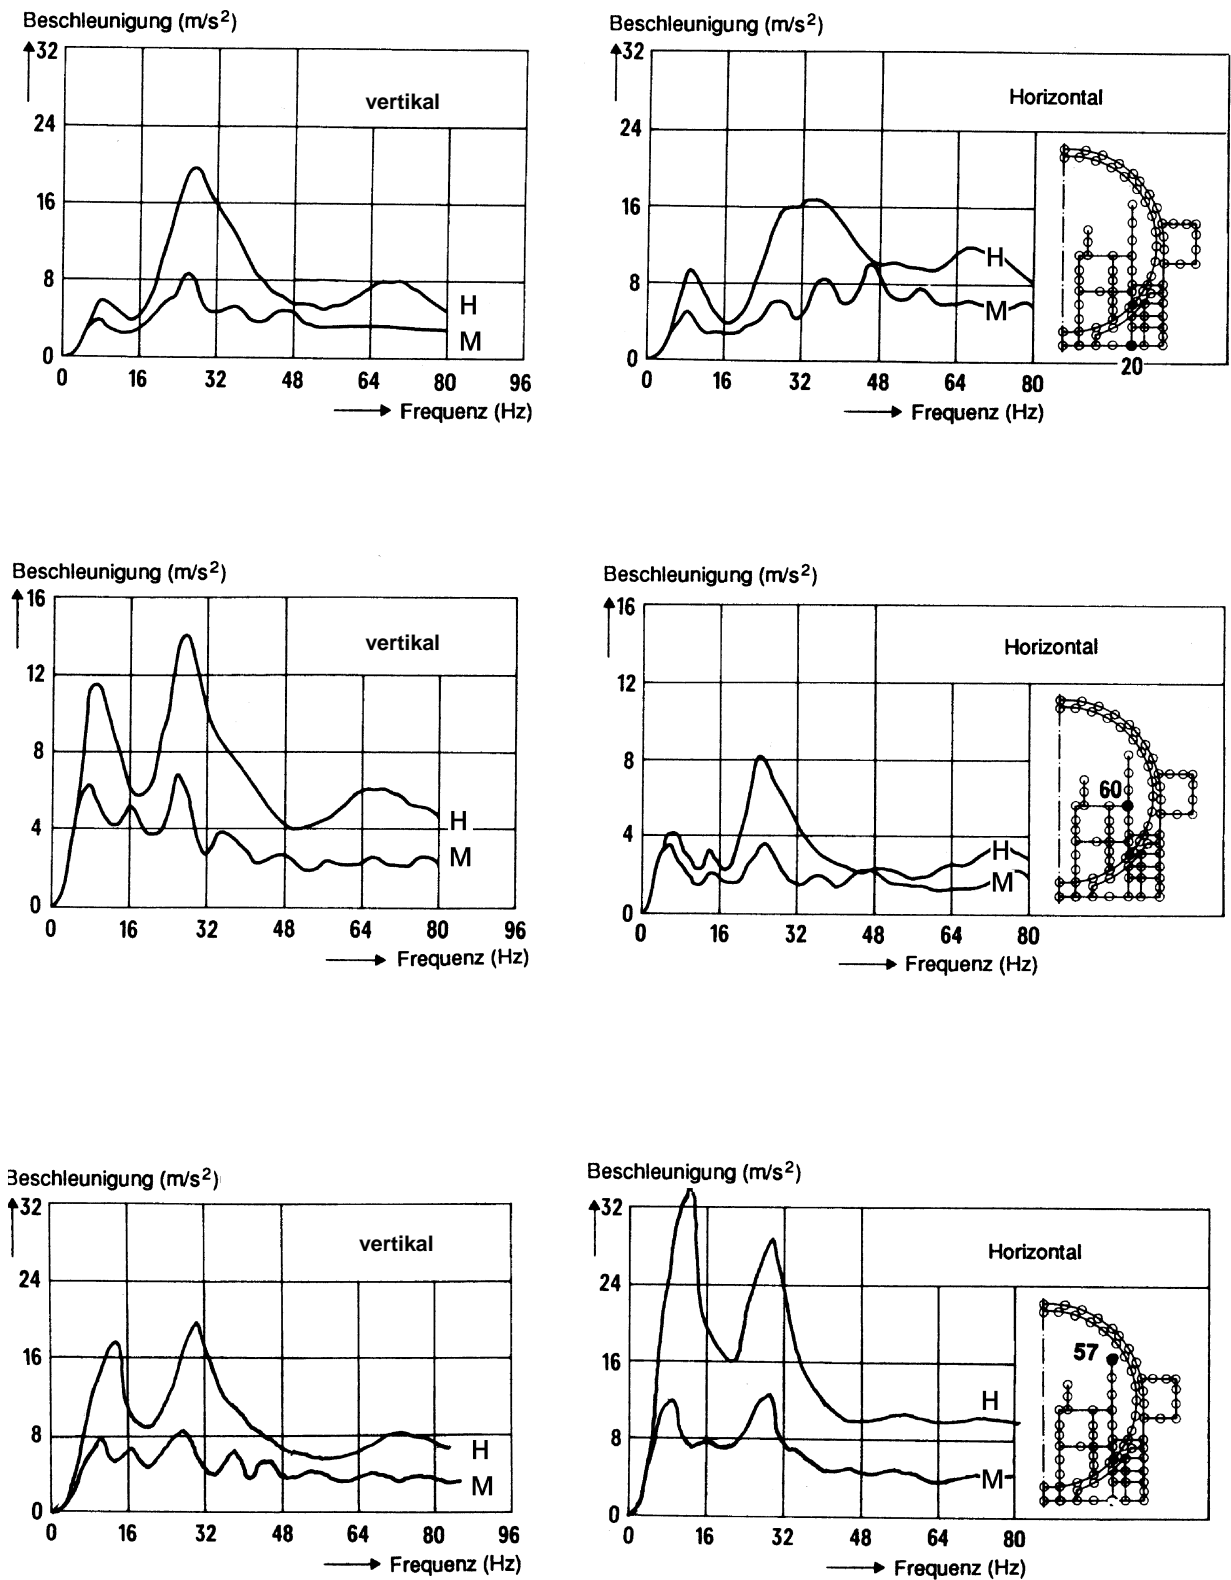 Beschleunigung (m/s²)
32
24
16
8
0
vertikal
H
M
0 16 32 48 64 80 96
Frequenz (Hz)
Beschleunigung (m/s²)
32
24
16
8
0
Horizontal
H
M
20
0 16 32 48 64 80
Frequenz (Hz)
Beschleunigung (m/s²)
16
12
8
4
0
vertikal
H
M
0 16 32 48 64 80 96
Frequenz (Hz)
Beschleunigung (m/s²)
16
12
8
4
0
Horizontal
60
H
M
0 16 32 48 64 80
Frequenz (Hz)
Beschleunigung (m/s²)
32
24
16
8
0
vertikal
H
M
0 16 32 48 64 80 96
Frequenz (Hz)
Beschleunigung (m/s²)
32
24
16
8
0
Horizontal
57
H
M
0 16 32 48 64 80
Frequenz (Hz)